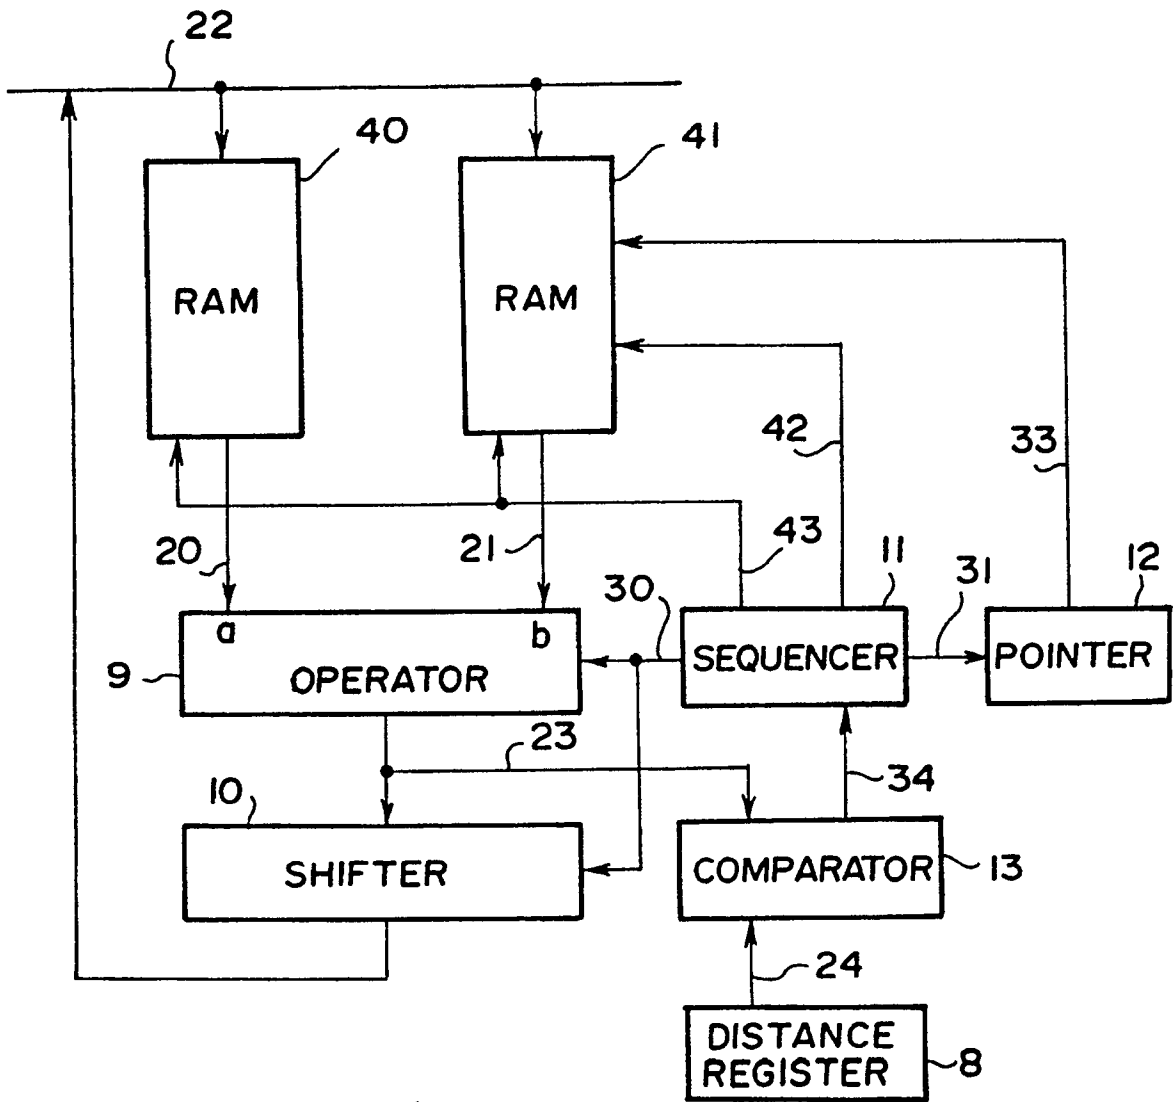 22
40
41
RAM
RAM
42
33
20
21
43
11
12
30
31
a
b
9
OPERATOR
SEQUENCER
POINTER
23
34
10
SHIFTER
COMPARATOR
13
24
DISTANCE
REGISTER
8